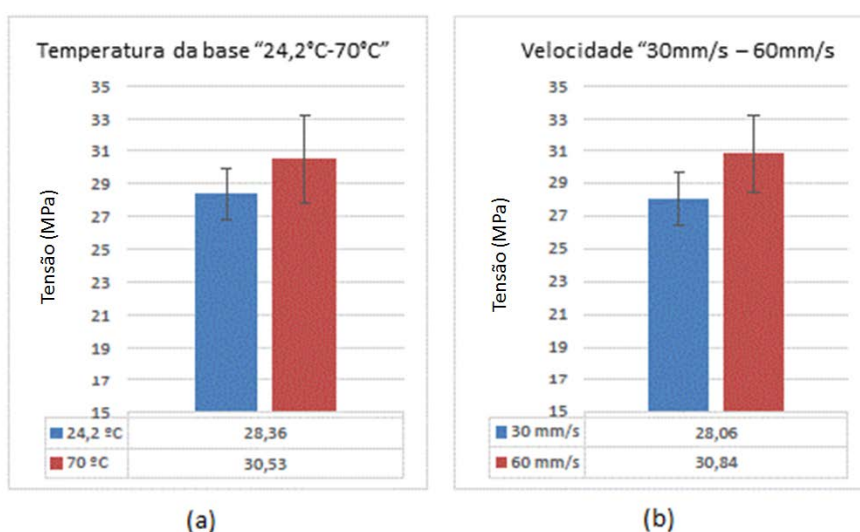 Temperatura da base “24,2°C-70°C”
35
33
31
29
27
25
23
21
19
17
15
Tensão (MPa)
24,2 ºC 28,36
70 ºC 30,53
(a)
Velocidade “30mm/s – 60mm/s
35
33
31
29
27
25
23
21
19
17
15
Tensão (MPa)
30 mm/s 28,06
60 mm/s 30,84
(b)